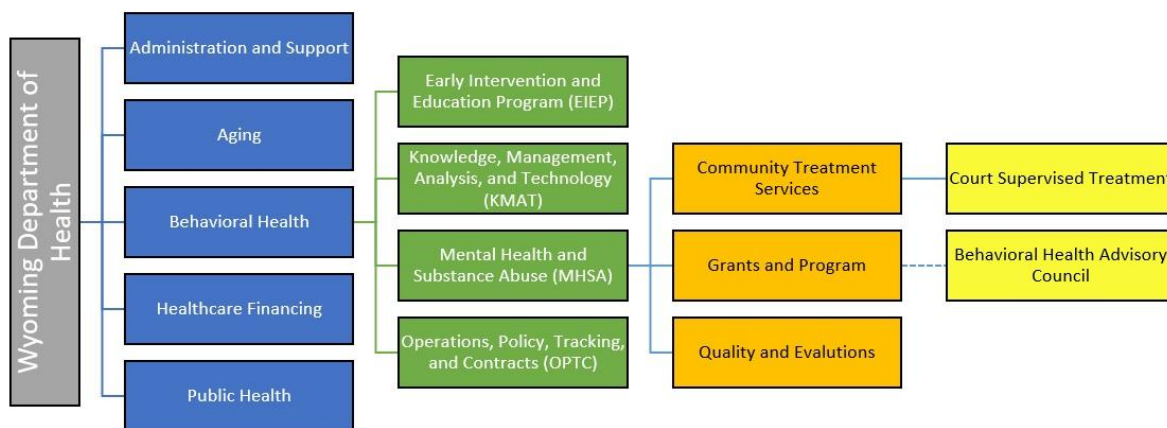 Wyoming Department of
Health
Administration and Support
Aging
Behavioral Health
Healthcare Financing
Public Health
Early Intervention and
Education Program (EIEP)
Knowledge, Management,
Analysis, and Technology
(KMAT)
Mental Health and
Substance Abuse (MHSA)
Operations, Policy, Tracking,
and Contracts (OPTC)
Community Treatment
Services
Grants and Program
Quality and Evalutions
Court Supervised Treatment
Behavioral Health Advisory
Council